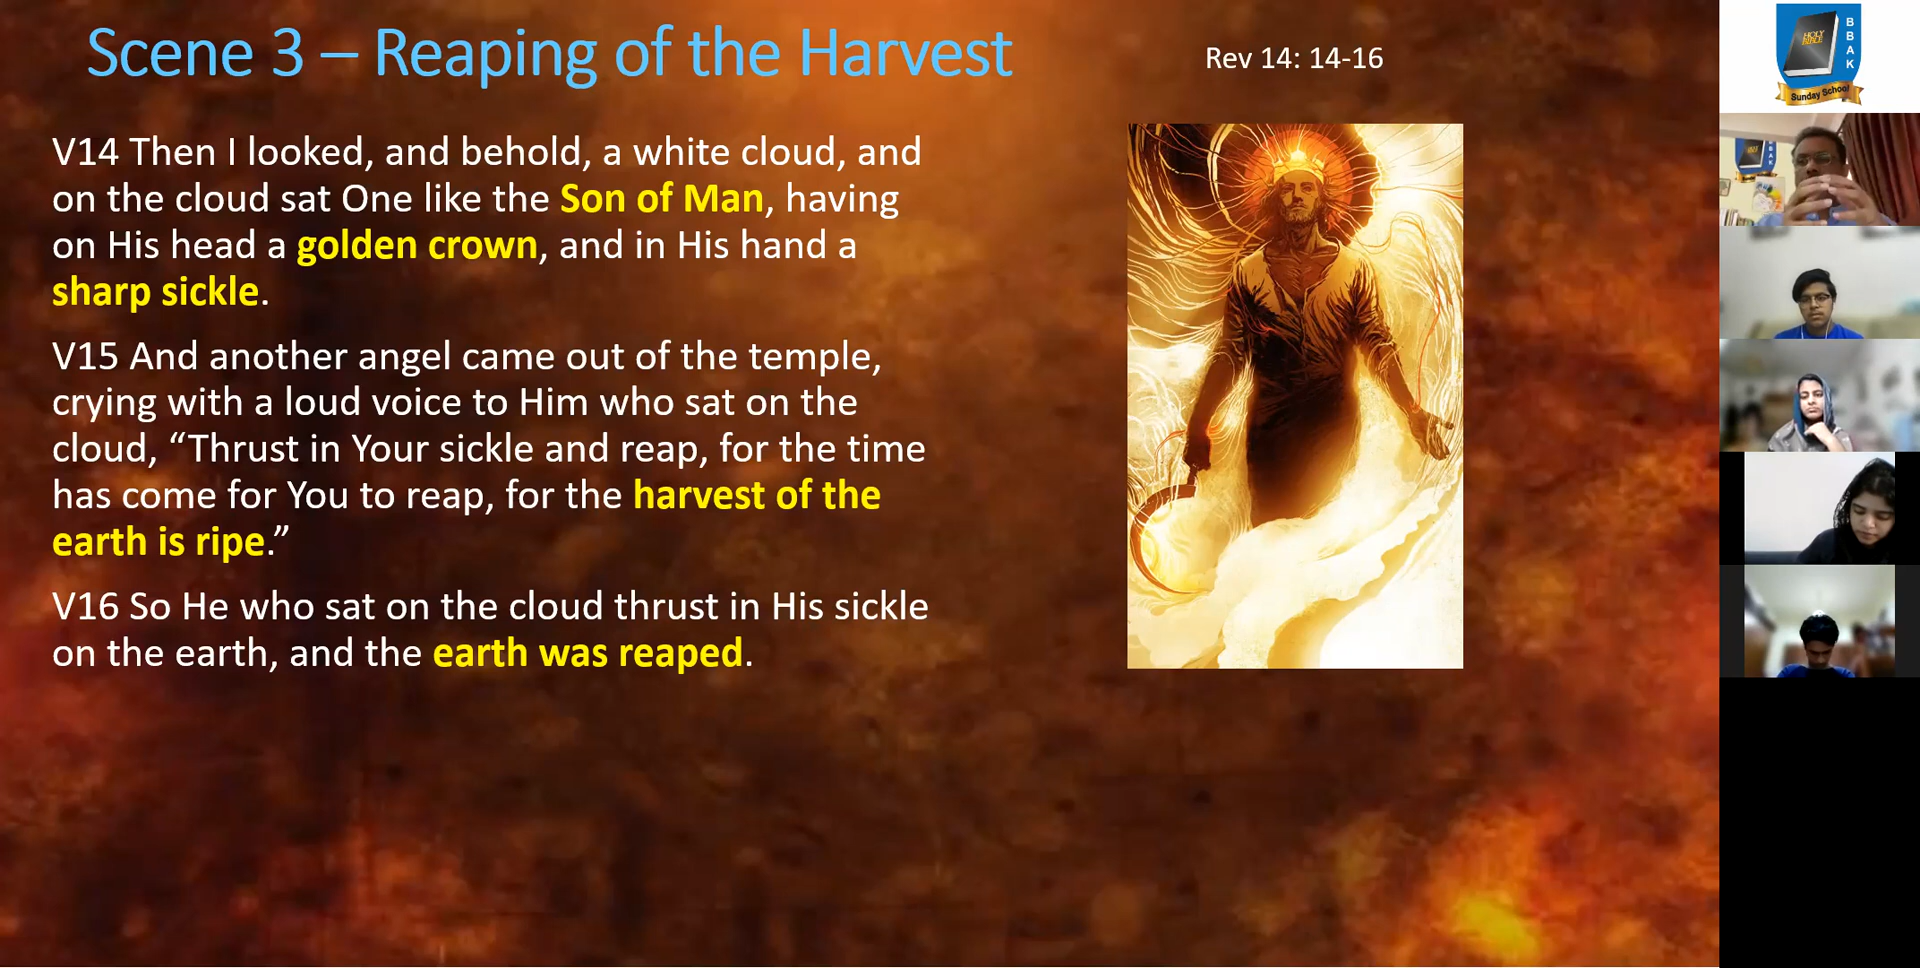 Scene 3 – Reaping of the Harvest
Rev 14: 14-16
V14 Then I looked, and behold, a white cloud, and
on the cloud sat One like the Son of Man, having
on His head a golden crown, and in His hand a
sharp sickle.
V15 And another angel came out of the temple,
crying with a loud voice to Him who sat on the
cloud, “Thrust in Your sickle and reap, for the time
has come for You to reap, for the harvest of the
earth is ripe.”
V16 So He who sat on the cloud thrust in His sickle
on the earth, and the earth was reaped.
HOLY
BIBLE
BBAK
Sunday School
BAK